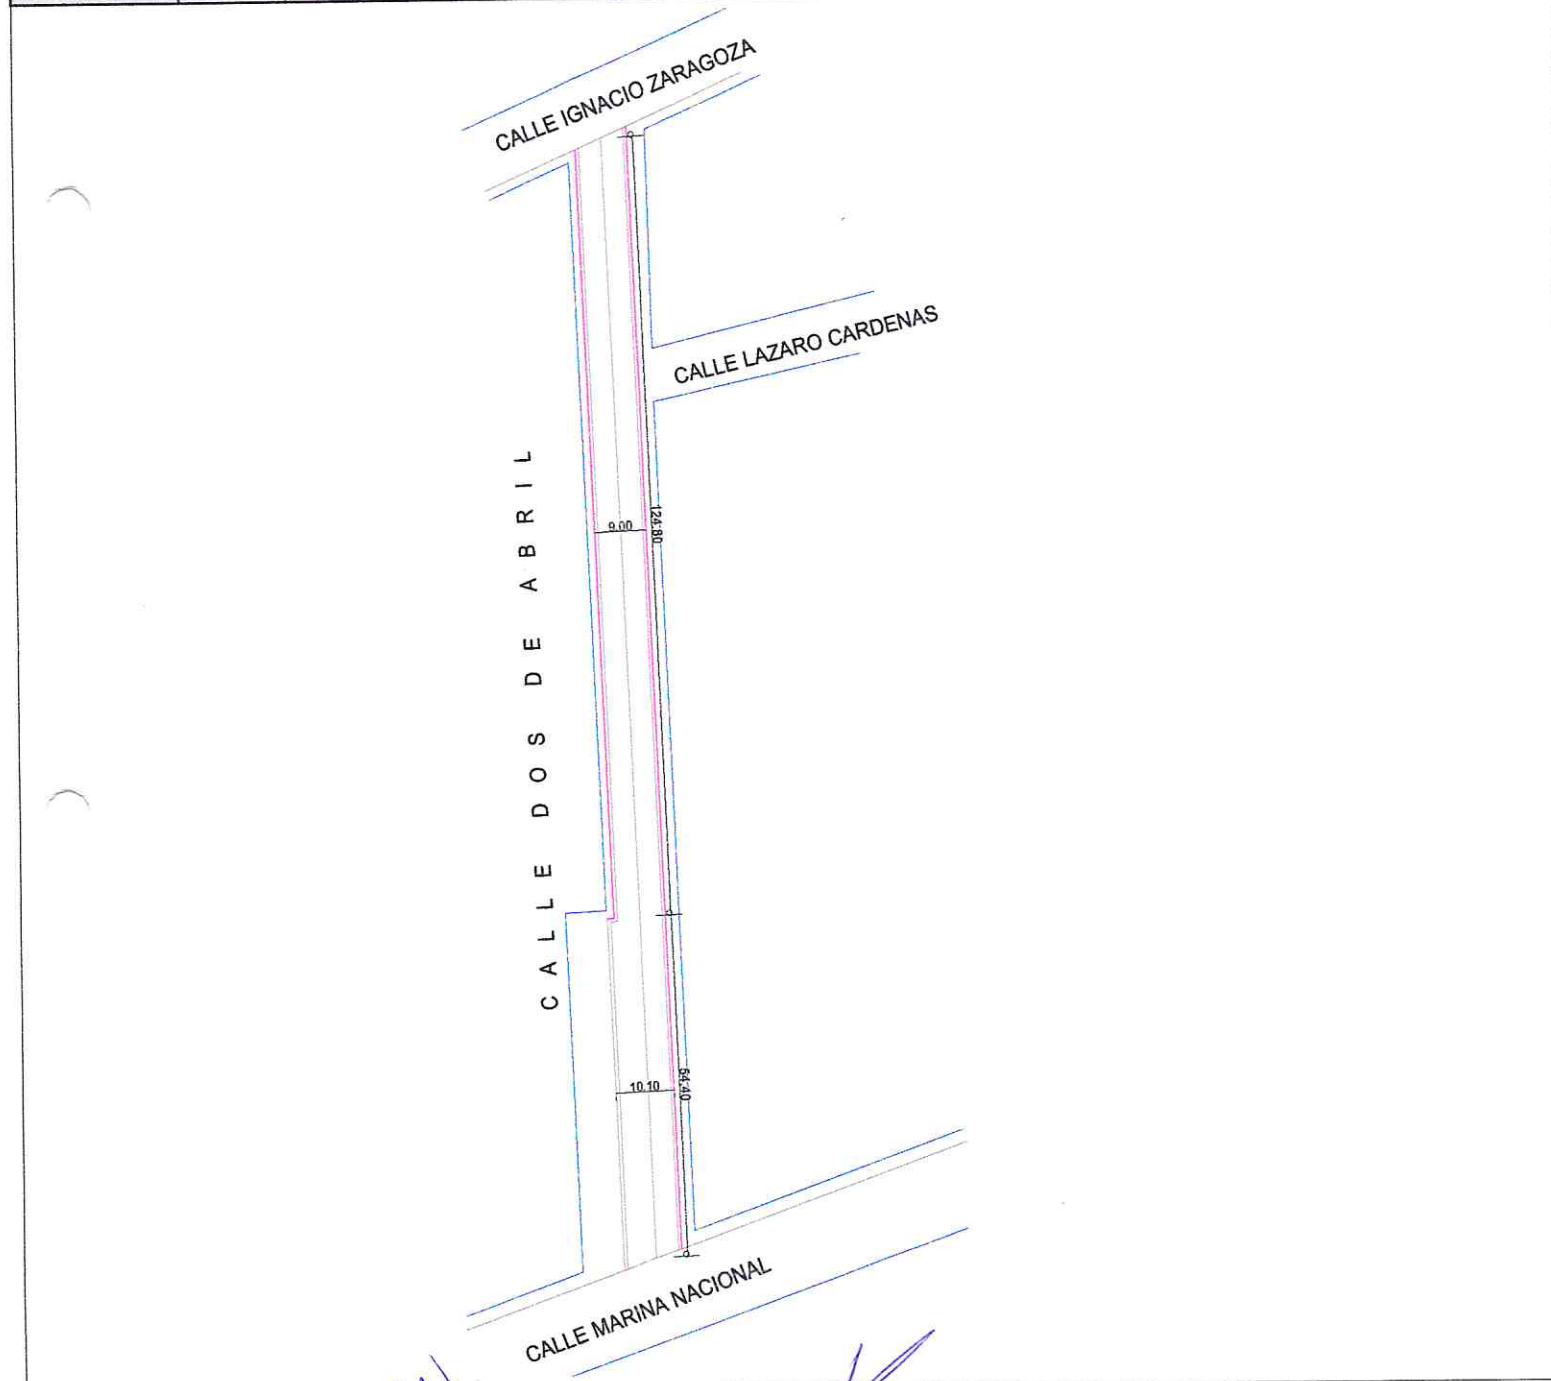 CALLE IGNACIO ZARAGOZA
CALLE LAZARO CARDENAS
CALLE DOS DE ABRIL
9.00
124.80
10.10
54.40
CALLE MARINA NACIONAL